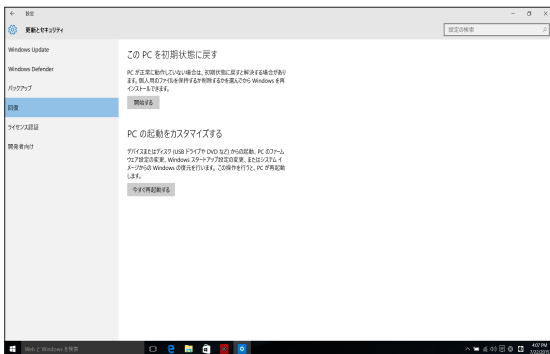 設定
更新とセキュリティ
設定の検索
Windows Update
Windows Defender
バックアップ
回復
ライセンス認証
開発者向け
この PC を初期状態に戻す
PC が正常に動作していない場合は、初期状態に戻すと解決する場合があり
ます。個人用のファイルを保持するか削除するかを選んでから Windows を再
インストールできます。
開始する
PC の起動をカスタマイズする
デバイスまたはディスク (USB ドライブや DVD など) からの起動、PC のファーム
ウェア設定の変更、Windows スタートアップ設定の変更、またはシステム イ
メージからの Windows の復元を行います。この操作を行うと、PC が再起動
します。
今すぐ再起動する
Web と Windows を検索
4:07 PM